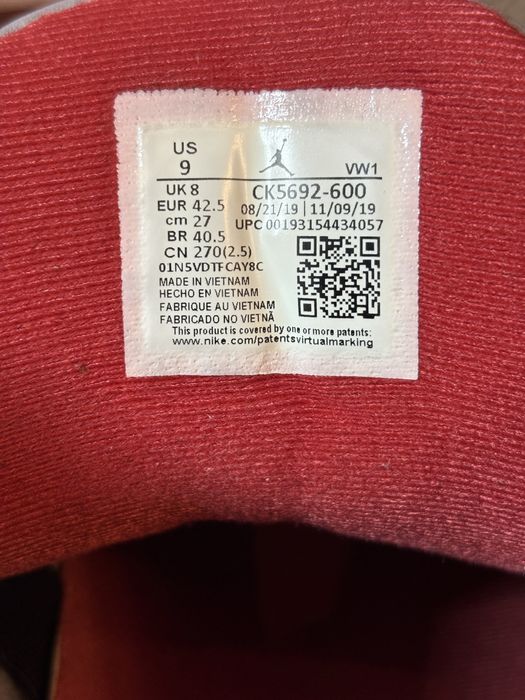 US
9
VW1
UK 8
EUR 42.5
cm 27
BR 40.5
CN 270(2.5)
01N5VDTFCAY8C
CK5692-600
08/21/19 | 11/09/19
UPC 00193154434057
MADE IN VIETNAM
HECHO EN VIETNAM
FABRIQUE AU VIETNAM
FABRICADO NO VIETNÃ
This product is covered by one or more patents:
www.nike.com/patentsvirtualmarking